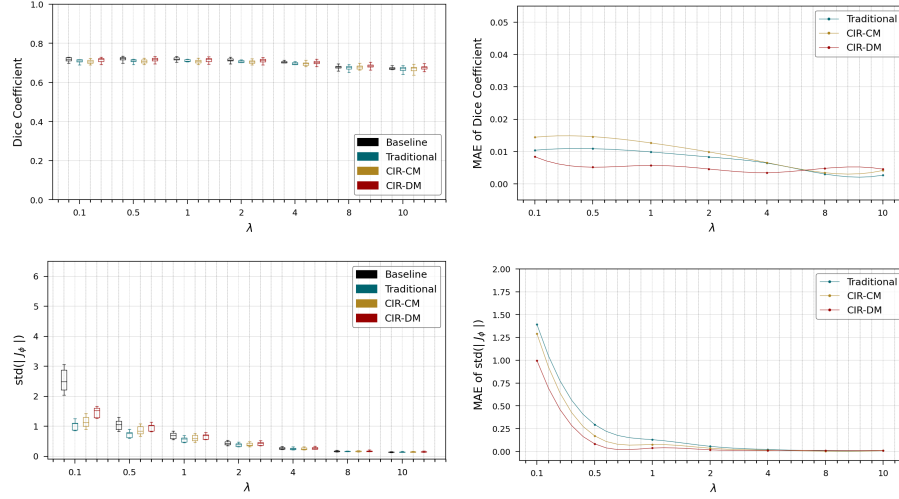 1.0
0.8
0.6
0.4
0.2
0.0
Dice Coefficient
0.1 0.5 1 2 4 8 10
λ
Baseline
Traditional
CIR-CM
CIR-DM
0.05
0.04
0.03
0.02
0.01
0.00
MAE of Dice Coefficient
0.1 0.5 1 2 4 8 10
λ
Traditional
CIR-CM
CIR-DM
6
5
4
3
2
1
0
std(| J_ϕ |)
0.1 0.5 1 2 4 8 10
λ
Baseline
Traditional
CIR-CM
CIR-DM
2.00
1.75
1.50
1.25
1.00
0.75
0.50
0.25
0.00
MAE of std(| J_ϕ |)
0.1 0.5 1 2 4 8 10
λ
Traditional
CIR-CM
CIR-DM